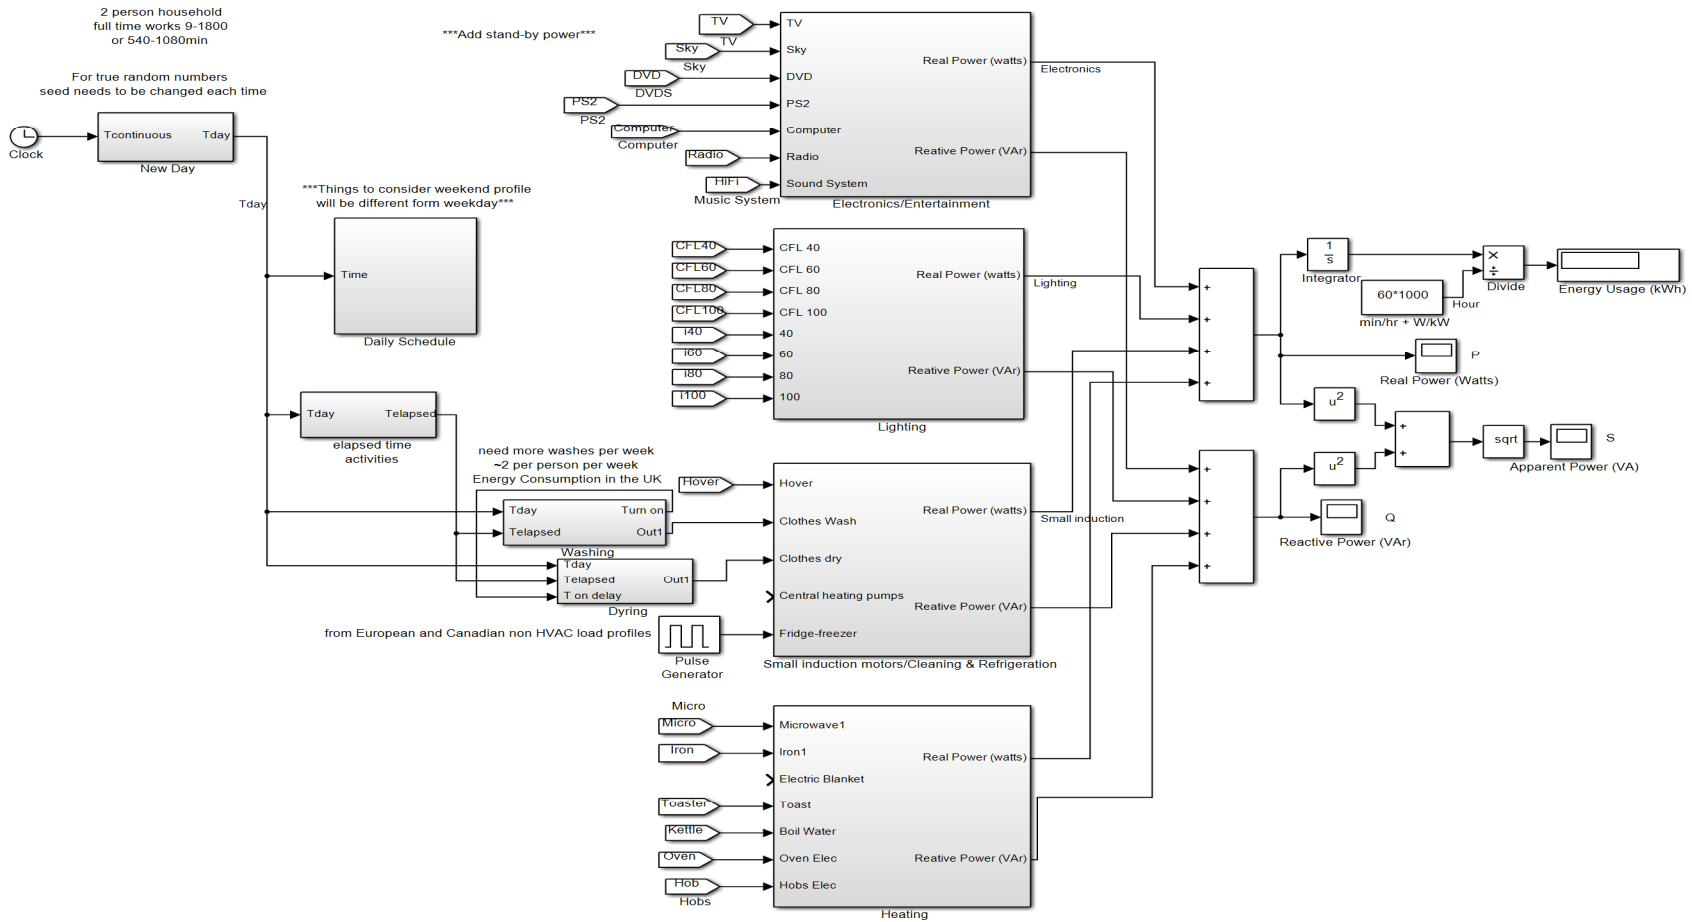 2 person household
full time works 9-1800
or 540-1080min
For true random numbers
seed needs to be changed each time
Clock
Tcontinuous
Tday
New Day
Tday
***Things to consider weekend profile
will be different form weekday***
Time
Daily Schedule
Tday
Telapsed
elapsed time
activities
need more washes per week
~2 per person per week
Energy Consumption in the UK
Tday
Telapsed
Turn on
Out1
Washing
Tday
Telapsed
T on delay
Out1
Dyring
from European and Canadian non HVAC load profiles
Pulse
Generator
***Add stand-by power***
TV
TV
Sky
Sky
DVD
DVDS
PS2
PS2
Computer
Computer
Radio
HiFi
Music System
TV
Sky
DVD
PS2
Computer
Radio
Sound System
Real Power (watts)
Reative Power (VAr)
Electronics/Entertainment
Electronics
CFL40
CFL60
CFL80
CFL100
i40
i60
i80
i100
CFL 40
CFL 60
CFL 80
CFL 100
40
60
80
100
Real Power (watts)
Reative Power (VAr)
Lighting
Lighting
Hover
Hover
Clothes Wash
Clothes dry
Central heating pumps
Fridge-freezer
Real Power (watts)
Reative Power (VAr)
Small induction motors/Cleaning & Refrigeration
Small induction
Micro
Micro
Iron
Toaster
Kettle
Oven
Hob
Hobs
Microwave1
Iron1
Electric Blanket
Toast
Boil Water
Oven Elec
Hobs Elec
Real Power (watts)
Reative Power (VAr)
Heating
+
+
+
+
+
+
+
+
1
s
Integrator
60*1000
min/hr + W/kW
Hour
×
÷
Divide
Energy Usage (kWh)
P
Real Power (Watts)
u2
u2
+
+
sqrt
S
Apparent Power (VA)
Q
Reactive Power (VAr)